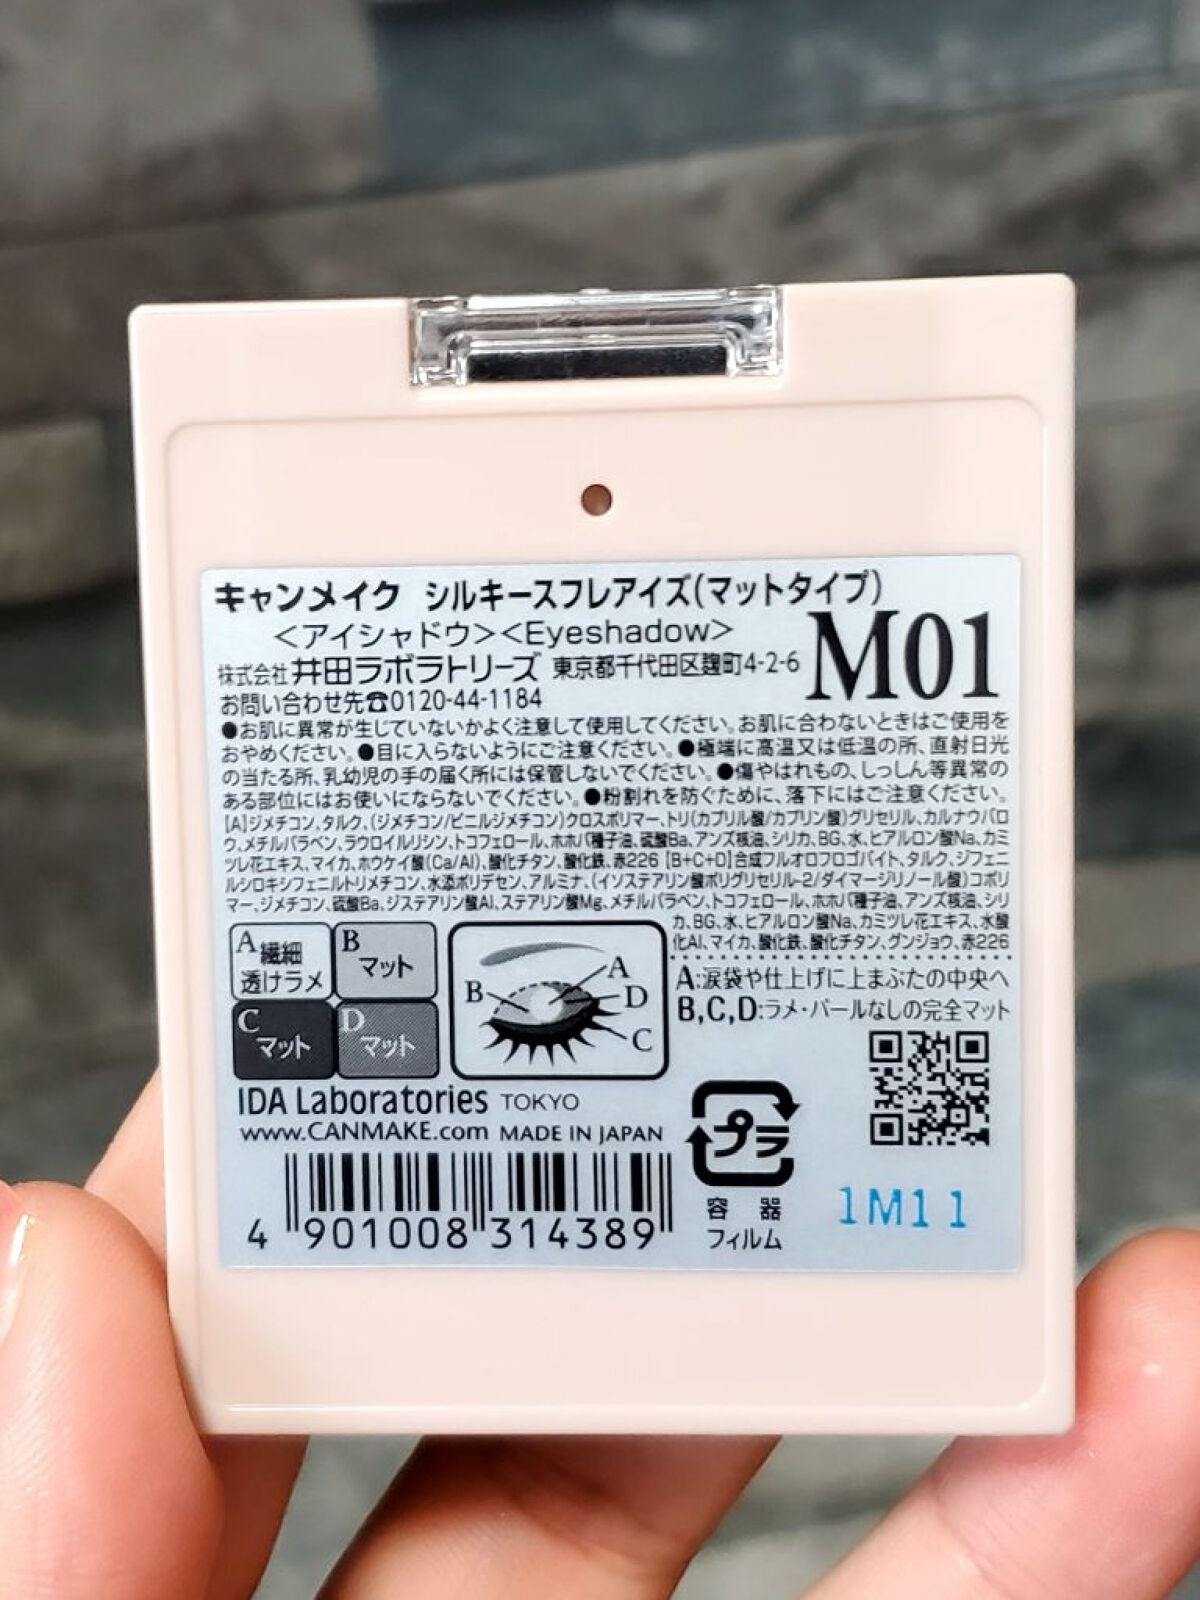 キャンメイク シルキースフレアイズ(マットタイプ)
<アイシャドウ><Eyeshadow>
M01
株式会社 井田ラボラトリーズ 東京都千代田区麹町4-2-6
お問い合わせ先☎0120-44-1184
●お肌に異常が生じていないかよく注意して使用してください。お肌に合わないときはご使用を
おやめください。●目に入らないようにご注意ください。●極端に高温又は低温の所、直射日光
の当たる所、乳幼児の手の届く所には保管しないでください。●傷やはれもの、しっしん等異常の
ある部位にはお使いにならないでください。●粉割れを防ぐために、落下にはご注意ください。
[A]ジメチコン、タルク、(ジメチコン/ビニルジメチコン)クロスポリマー、トリ(カプリル酸/カプリン酸)グリセリル、カルナウバロ
ウ、メチルパラベン、ラウロイルリシン、トコフェロール、ホホバ種子油、硫酸Ba、アンズ核油、シリカ、BG、水、ヒアルロン酸Na、カミ
ツレ花エキス、マイカ、ホウケイ酸(Ca/Al)、酸化チタン、酸化鉄、赤226 [B+C+D]合成フルオロフロゴパイト、タルク、ジフェニ
ルシロキシフェニルトリメチコン、水添ポリデセン、アルミナ、(イソステアリン酸ポリグリセリル-2/ダイマージリノール酸)コポリ
マー、ジメチコン、硫酸Ba、ジステアリン酸Al、ステアリン酸Mg、メチルパラベン、トコフェロール、ホホバ種子油、アンズ核油、シリ
カ、BG、水、ヒアルロン酸Na、カミツレ花エキス、水酸
化Al、マイカ、酸化鉄、酸化チタン、グンジョウ、赤226
A 繊細
透けラメ
B マット
C マット
D マット
A
B
D
C
A:涙袋や仕上げに上まぶたの中央へ
B,C,D:ラメ・パールなしの完全マット
IDA Laboratories TOKYO
www.CANMAKE.com MADE IN JAPAN
4 901008 314389
プラ
容器
フィルム
1M11